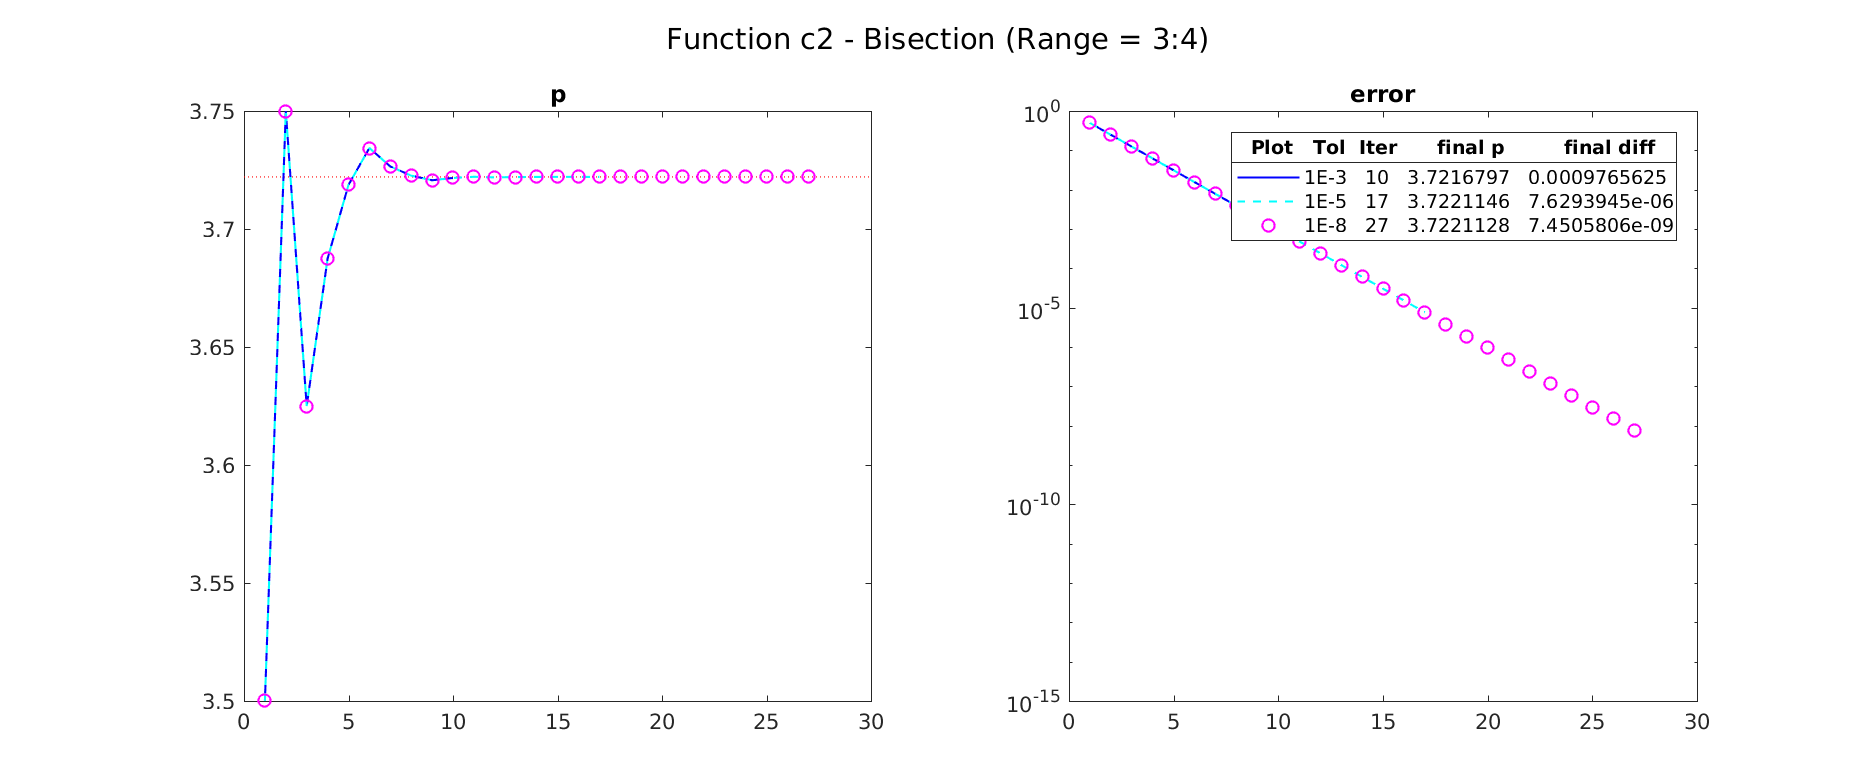 Function c2 - Bisection (Range = 3:4)
p
3.75
3.7
3.65
3.6
3.55
3.5
0 5 10 15 20 25 30
error
10^0
10^-5
10^-10
10^-15
0 5 10 15 20 25 30
Plot Tol Iter final p final diff
1E-3 10 3.7216797 0.0009765625
1E-5 17 3.7221146 7.6293945e-06
1E-8 27 3.7221128 7.4505806e-09